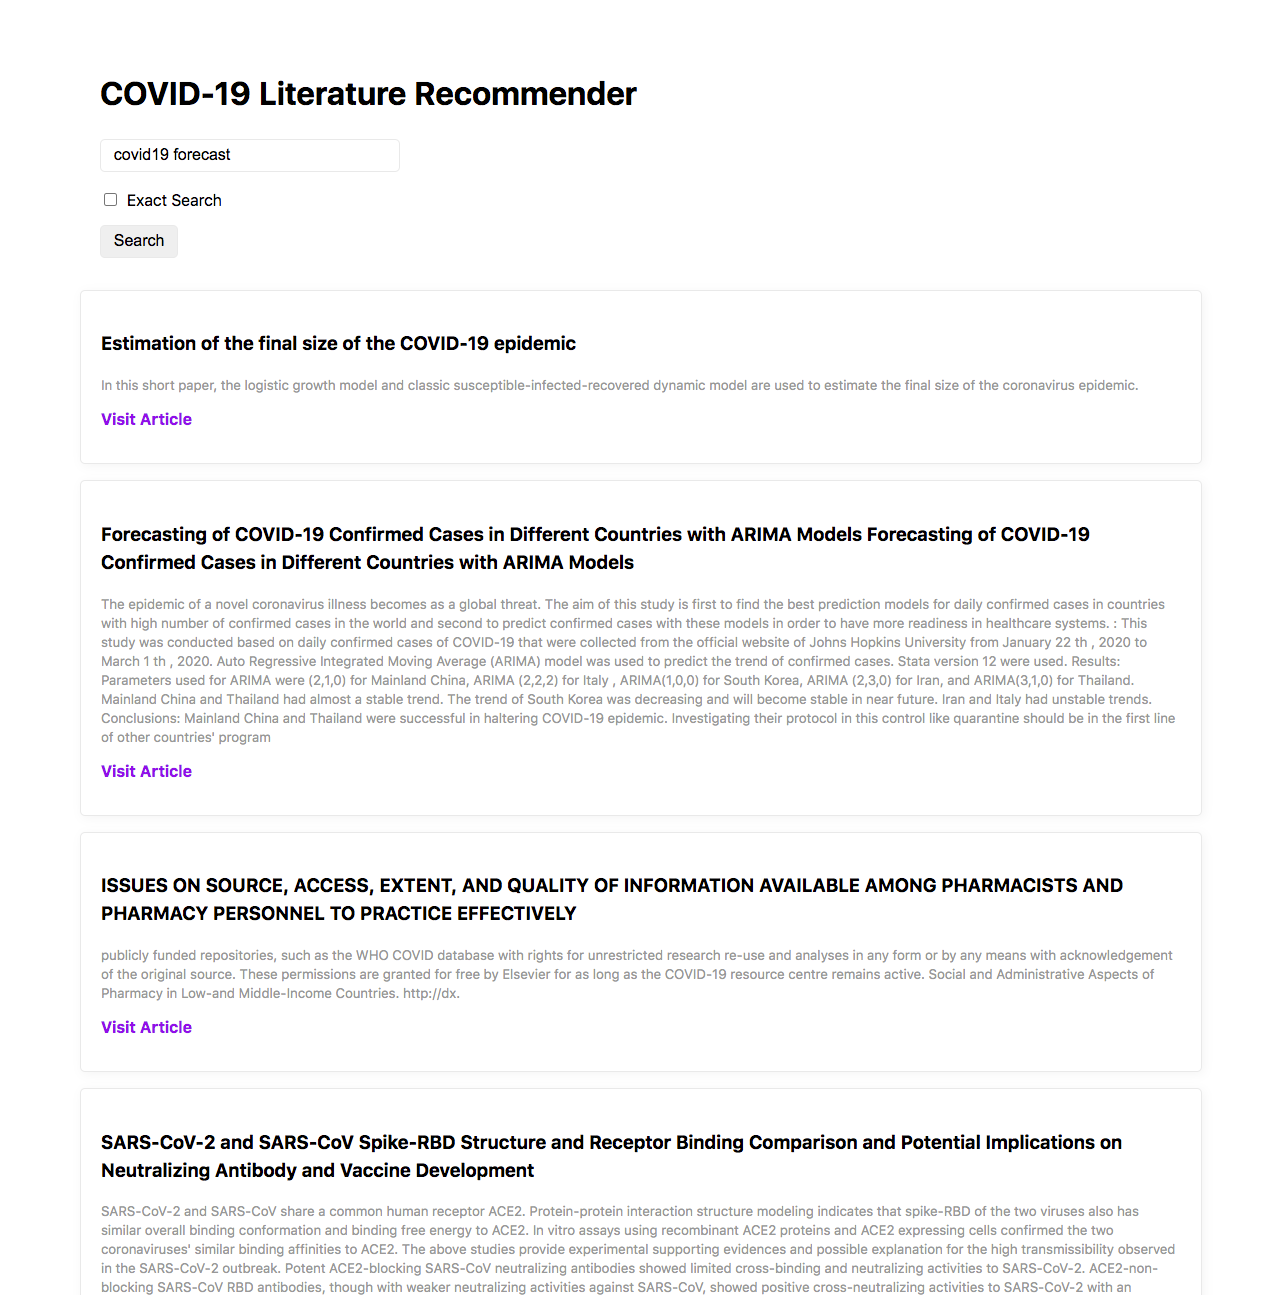 COVID-19 Literature Recommender
covid19 forecast
Exact Search
Search
Estimation of the final size of the COVID-19 epidemic
In this short paper, the logistic growth model and classic susceptible-infected-recovered dynamic model are used to estimate the final size of the coronavirus epidemic.
Visit Article
Forecasting of COVID-19 Confirmed Cases in Different Countries with ARIMA Models Forecasting of COVID-19
Confirmed Cases in Different Countries with ARIMA Models
The epidemic of a novel coronavirus illness becomes as a global threat. The aim of this study is first to find the best prediction models for daily confirmed cases in countries
with high number of confirmed cases in the world and second to predict confirmed cases with these models in order to have more readiness in healthcare systems. : This
study was conducted based on daily confirmed cases of COVID-19 that were collected from the official website of Johns Hopkins University from January 22 th , 2020 to
March 1 th , 2020. Auto Regressive Integrated Moving Average (ARIMA) model was used to predict the trend of confirmed cases. Stata version 12 were used. Results:
Parameters used for ARIMA were (2,1,0) for Mainland China, ARIMA (2,2,2) for Italy , ARIMA(1,0,0) for South Korea, ARIMA (2,3,0) for Iran, and ARIMA(3,1,0) for Thailand.
Mainland China and Thailand had almost a stable trend. The trend of South Korea was decreasing and will become stable in near future. Iran and Italy had unstable trends.
Conclusions: Mainland China and Thailand were successful in haltering COVID-19 epidemic. Investigating their protocol in this control like quarantine should be in the first line
of other countries' program
Visit Article
ISSUES ON SOURCE, ACCESS, EXTENT, AND QUALITY OF INFORMATION AVAILABLE AMONG PHARMACISTS AND
PHARMACY PERSONNEL TO PRACTICE EFFECTIVELY
publicly funded repositories, such as the WHO COVID database with rights for unrestricted research re-use and analyses in any form or by any means with acknowledgement
of the original source. These permissions are granted for free by Elsevier for as long as the COVID-19 resource centre remains active. Social and Administrative Aspects of
Pharmacy in Low-and Middle-Income Countries. http://dx.
Visit Article
SARS-CoV-2 and SARS-CoV Spike-RBD Structure and Receptor Binding Comparison and Potential Implications on
Neutralizing Antibody and Vaccine Development
SARS-CoV-2 and SARS-CoV share a common human receptor ACE2. Protein-protein interaction structure modeling indicates that spike-RBD of the two viruses also has
similar overall binding conformation and binding free energy to ACE2. In vitro assays using recombinant ACE2 proteins and ACE2 expressing cells confirmed the two
coronaviruses' similar binding affinities to ACE2. The above studies provide experimental supporting evidences and possible explanation for the high transmissibility observed
in the SARS-CoV-2 outbreak. Potent ACE2-blocking SARS-CoV neutralizing antibodies showed limited cross-binding and neutralizing activities to SARS-CoV-2. ACE2-non-
blocking SARS-CoV RBD antibodies, though with weaker neutralizing activities against SARS-CoV, showed positive cross-neutralizing activities to SARS-CoV-2 with an